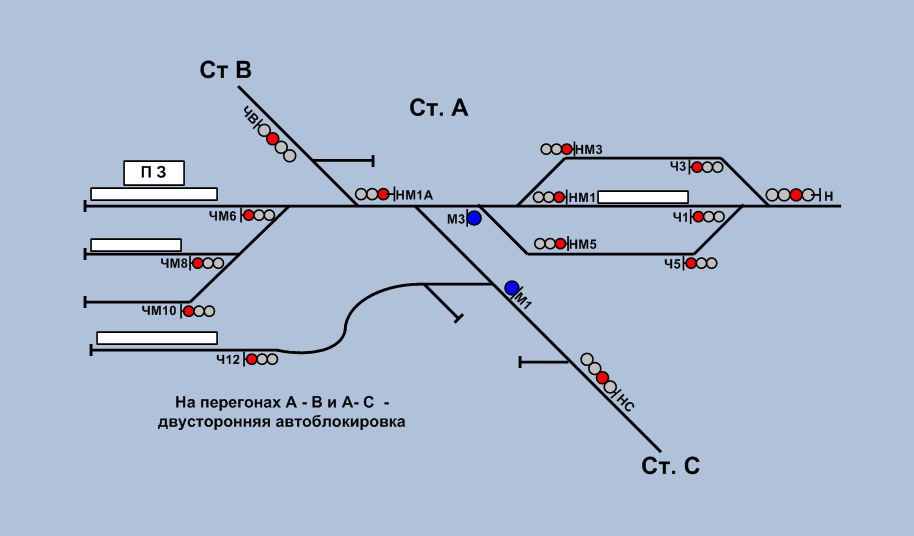 Ст В
Ст. А
ЧВ
НМ3
П З
Ч3
НМ1А
НМ1
Н
ЧМ6
М3
Ч1
НМ5
ЧМ8
Ч5
М1
ЧМ10
Ч12
НС
На перегонах А - В и А- С -
двусторонняя автоблокировка
Ст. С